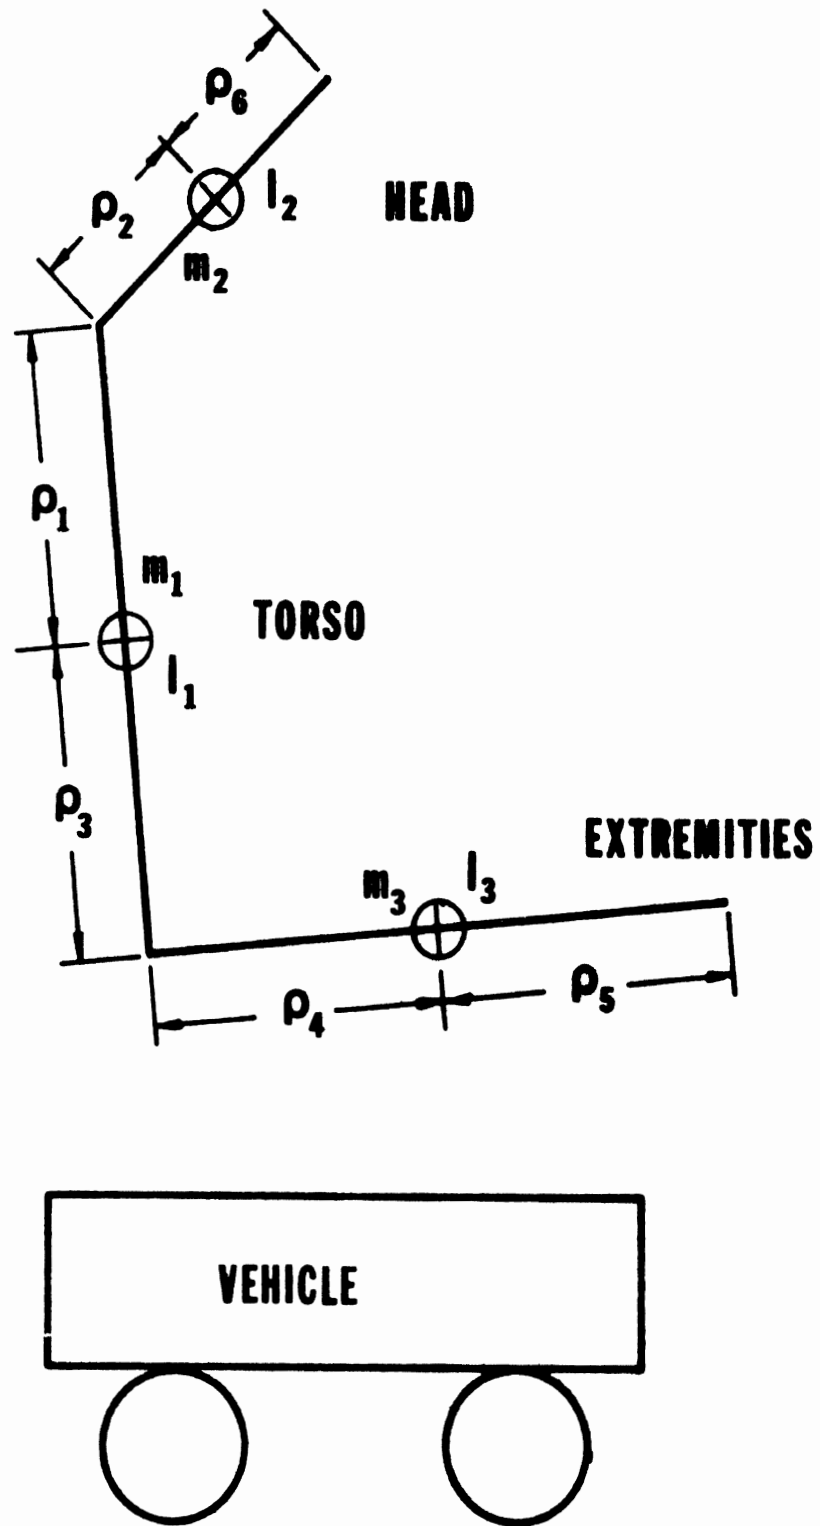 ρ₆
ρ₂
I₂
HEAD
m₂
ρ₁
m₁
TORSO
I₁
ρ₃
EXTREMITIES
m₃
I₃
ρ₄
ρ₅
VEHICLE